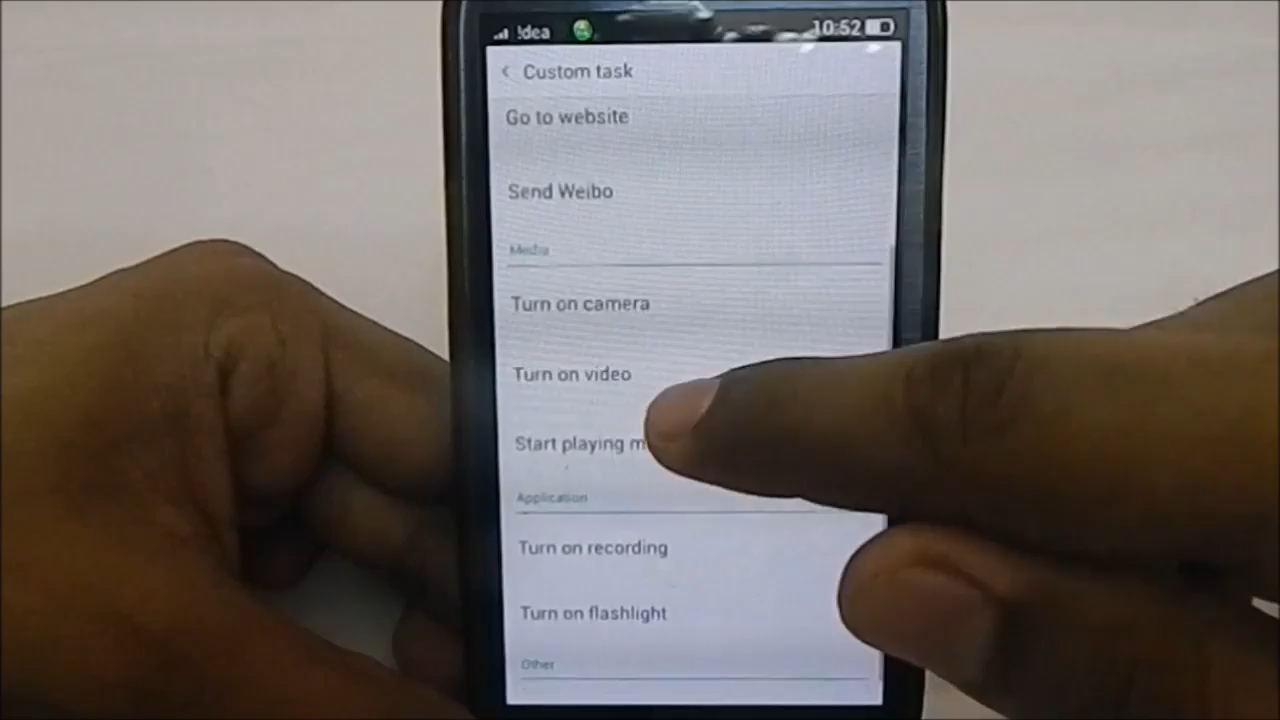 !dea 10:52
Custom task
Go to website
Send Weibo
Media
Turn on camera
Turn on video
Start playing m
Application
Turn on recording
Turn on flashlight
Other